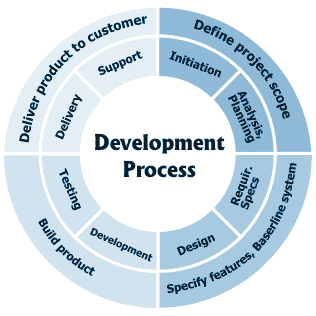 Development
Process
Define project scope
Specify features, Baserline system
Build product
Deliver product to customer
Initiation
Analysis,
Planning
Requir,
Specs
Design
Development
Testing
Delivery
Support